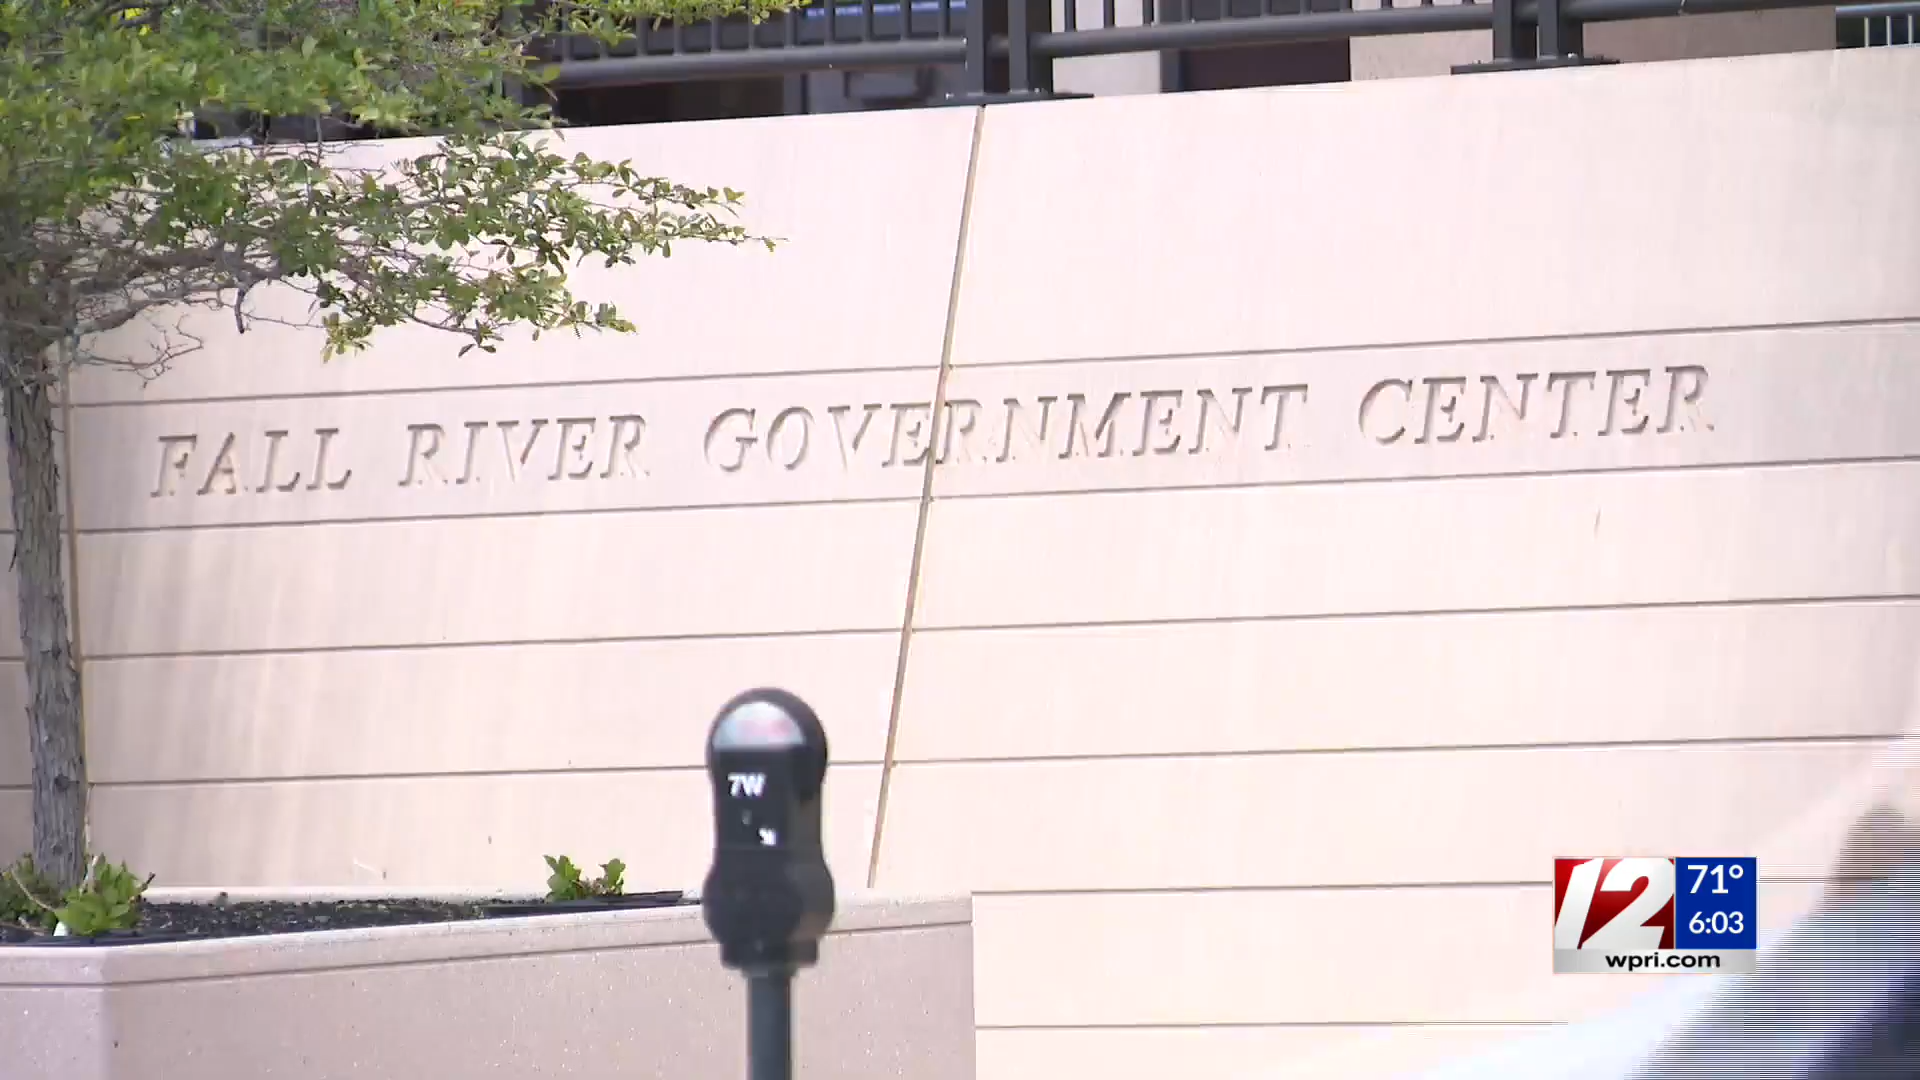 FALL RIVER GOVERNMENT CENTER
7W
12
71°
6:03
wpri.com